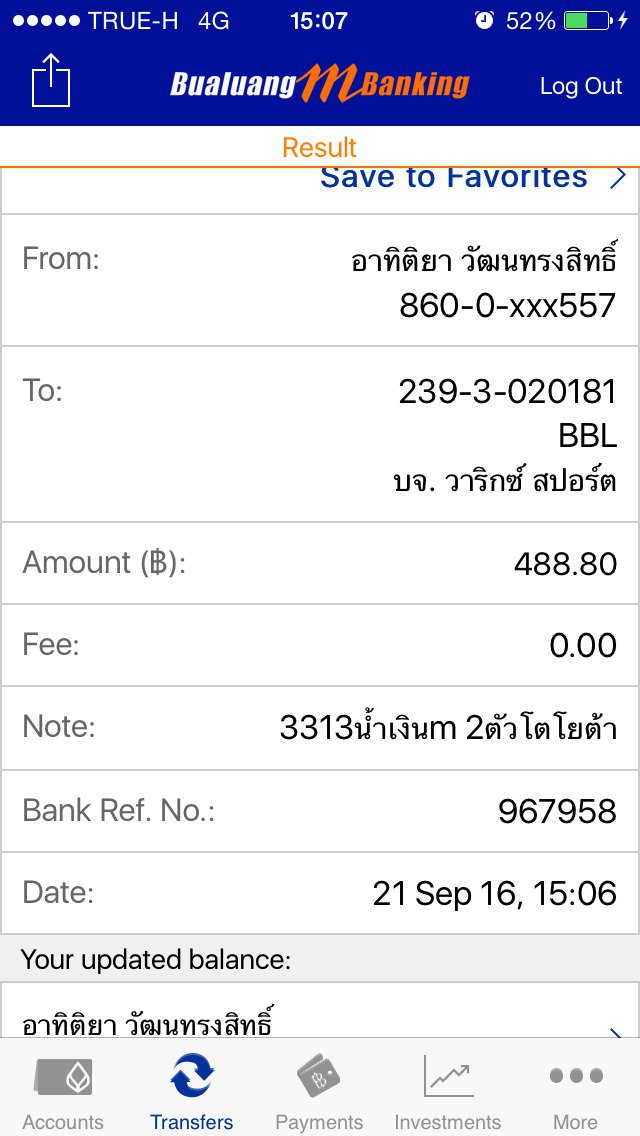 TRUE-H 4G 15:07 52%
Bualuang mBanking Log Out
Result
Save to Favorites
From: อาทิติยา วัฒนทรงสิทธิ์
860-0-xxx557
To: 239-3-020181
BBL
บจ. วาริกซ์ สปอร์ต
Amount (฿): 488.80
Fee: 0.00
Note: 3313น้ำเงินm 2ตัวโตโยต้า
Bank Ref. No.: 967958
Date: 21 Sep 16, 15:06
Your updated balance:
อาทิติยา วัฒนทรงสิทธิ์
Accounts Transfers Payments Investments More